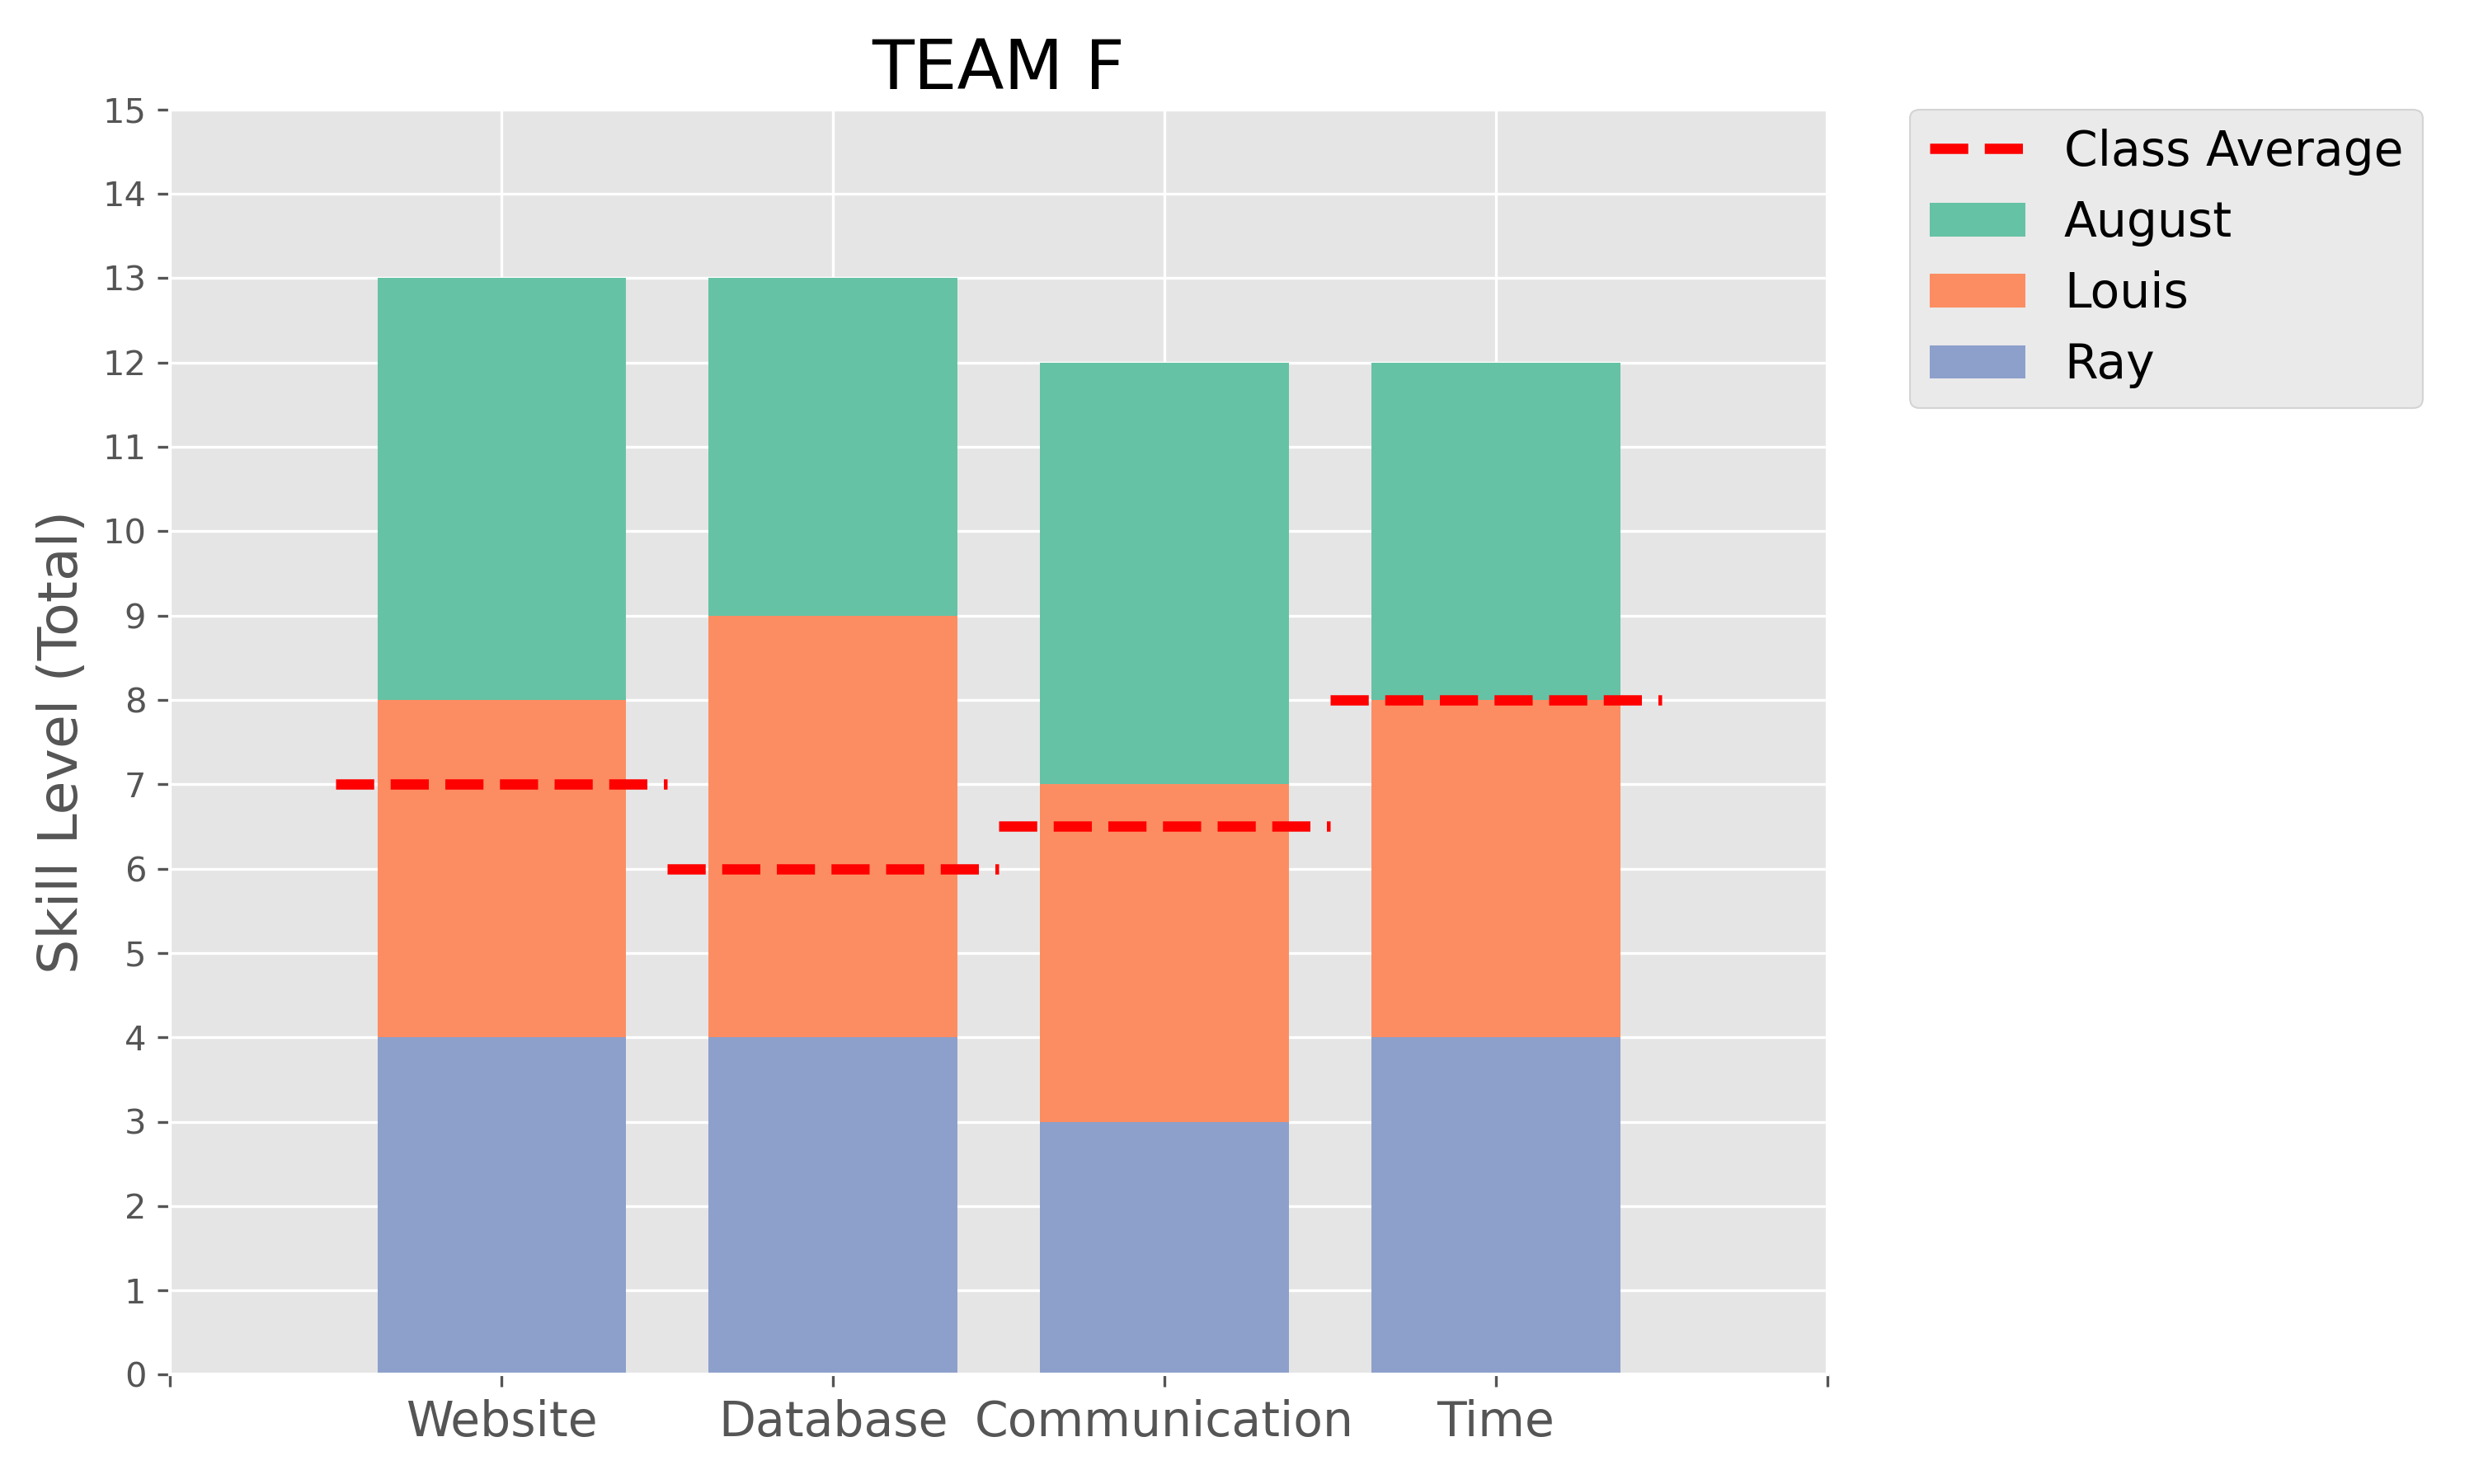 TEAM F
Skill Level (Total)
15
14
13
12
11
10
9
8
7
6
5
4
3
2
1
0
Website
Database
Communication
Time
Class Average
August
Louis
Ray